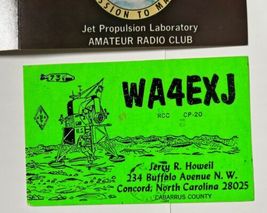 SSION TO MA
Jet Propulsion Laboratory
AMATEUR RADIO CLUB
WA4EXJ
RCC CP-20
Jerry R. Howell
234 Buffalo Avenue N. W.
Concord, North Carolina 28025
CABARRUS COUNTY